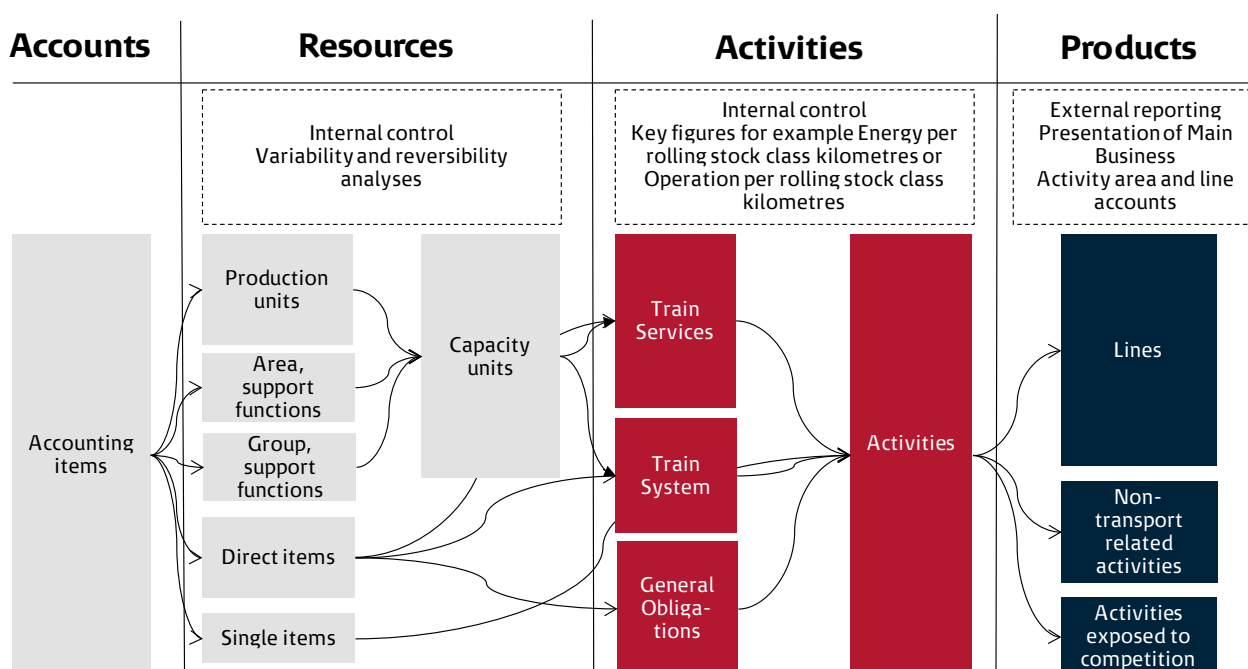 Accounts
Resources
Activities
Products
Internal control
Variability and reversibility
analyses
Internal control
Key figures for example Energy per
rolling stock class kilometres or
Operation per rolling stock class
kilometres
External reporting
Presentation of Main
Business
Activity area and line
accounts
Accounting
items
Production
units
Area,
support
functions
Group,
support
functions
Direct items
Single items
Capacity
units
Train
Services
Train
System
General
Obliga-
tions
Activities
Lines
Non-
transport
related
activities
Activities
exposed to
competition